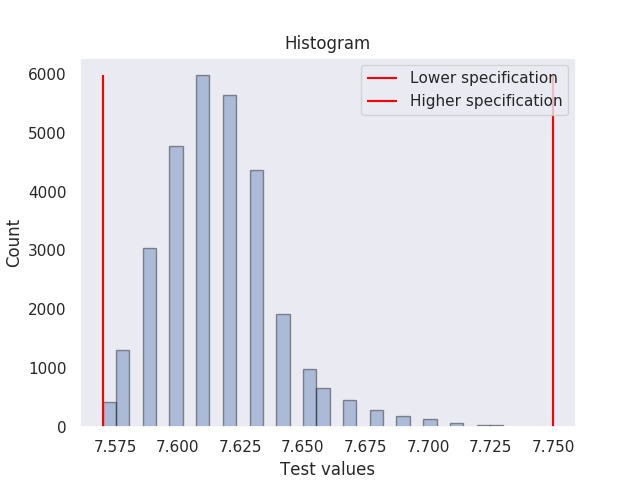 Histogram
Lower specification
Higher specification
6000
5000
4000
3000
2000
1000
0
Count
7.575 7.600 7.625 7.650 7.675 7.700 7.725 7.750
Test values